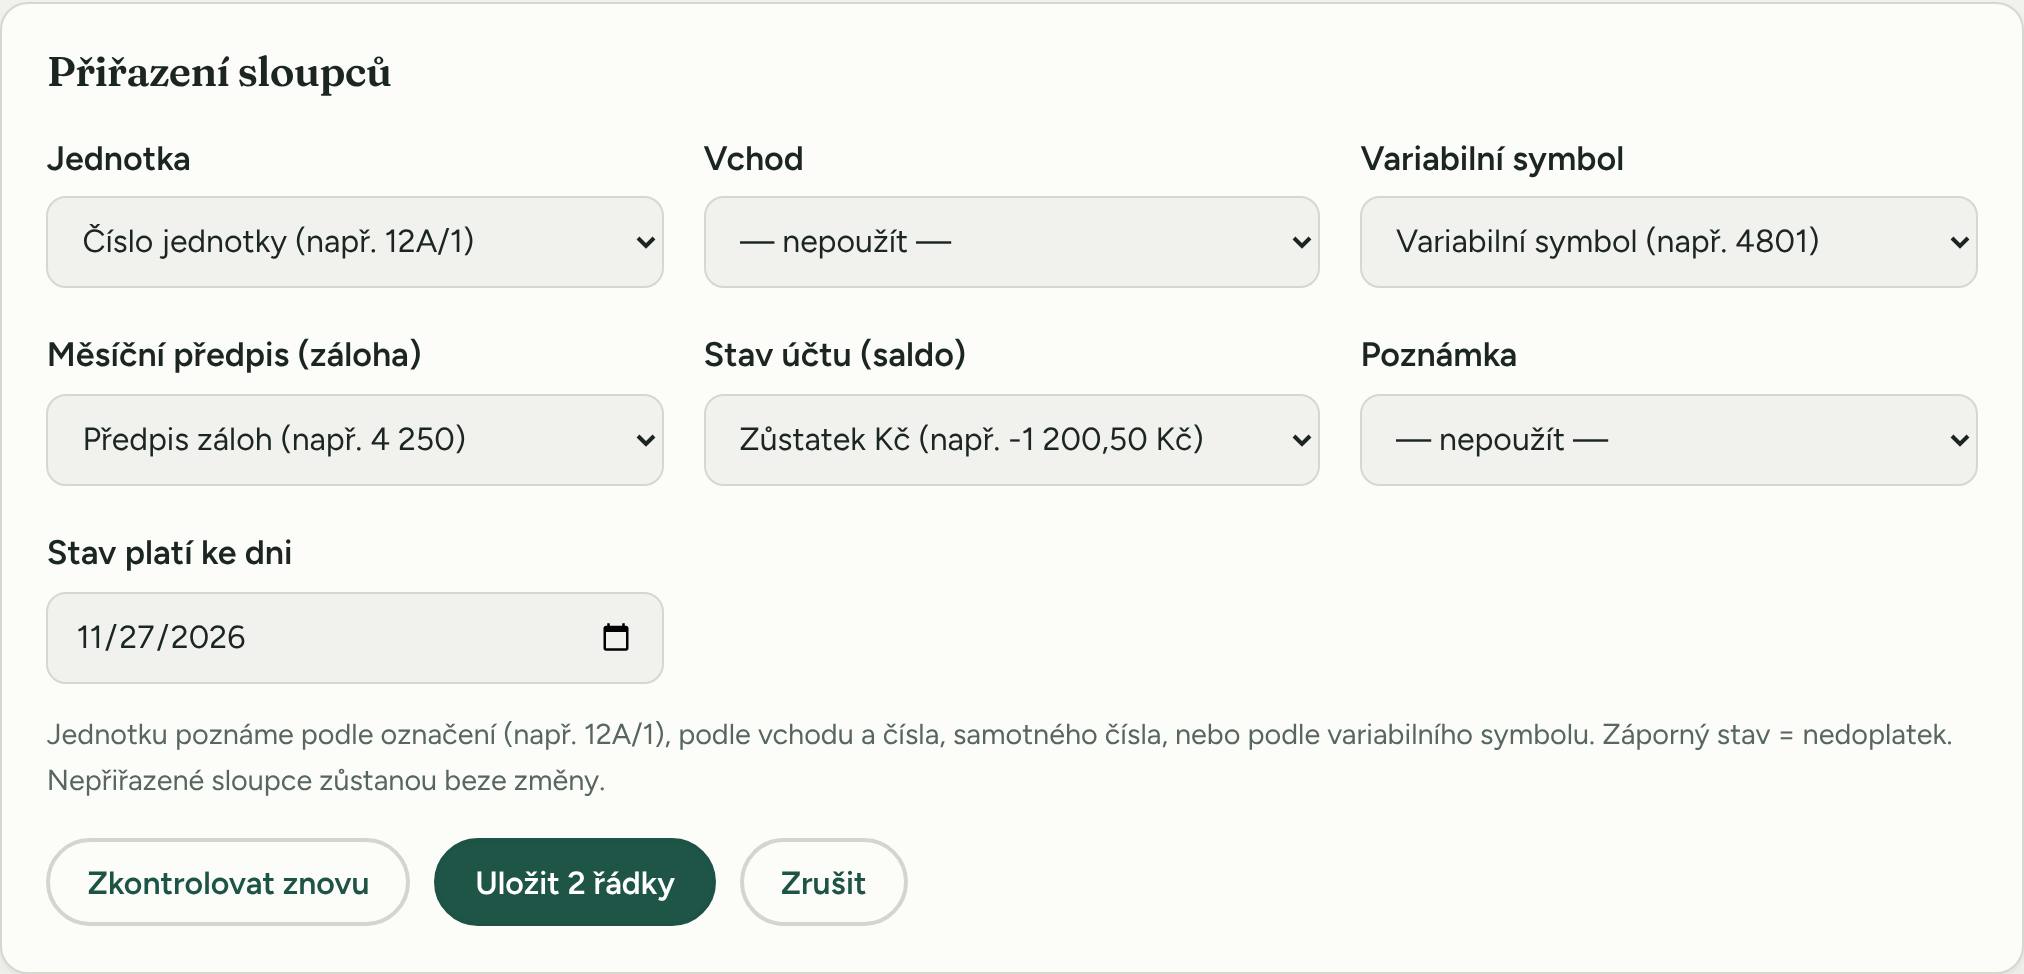 Přiřazení sloupců
Jednotka
Vchod
Variabilní symbol
Číslo jednotky (např. 12A/1)
— nepoužít —
Variabilní symbol (např. 4801)
Měsíční předpis (záloha)
Stav účtu (saldo)
Poznámka
Předpis záloh (např. 4 250)
Zůstatek Kč (např. -1 200,50 Kč)
— nepoužít —
Stav platí ke dni
11/27/2026
Jednotku poznáme podle označení (např. 12A/1), podle vchodu a čísla, samotného čísla, nebo podle variabilního symbolu. Záporný stav = nedoplatek.
Nepřiřazené sloupce zůstanou beze změny.
Zkontrolovat znovu
Uložit 2 řádky
Zrušit